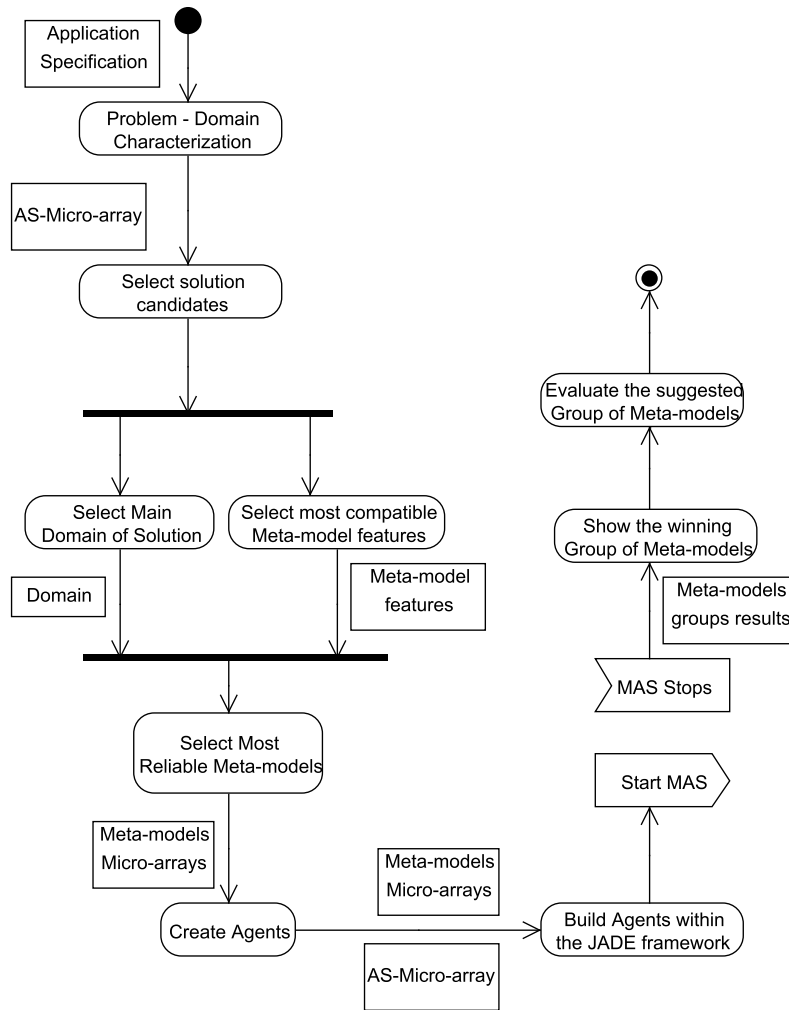 Application
Specification
Problem - Domain
Characterization
AS-Micro-array
Select solution
candidates
Select Main
Domain of Solution
Select most compatible
Meta-model features
Domain
Meta-model
features
Select Most
Reliable Meta-models
Meta-models
Micro-arrays
Create Agents
Meta-models
Micro-arrays
AS-Micro-array
Build Agents within
the JADE framework
Start MAS
MAS Stops
Meta-models
groups results
Show the winning
Group of Meta-models
Evaluate the suggested
Group of Meta-models